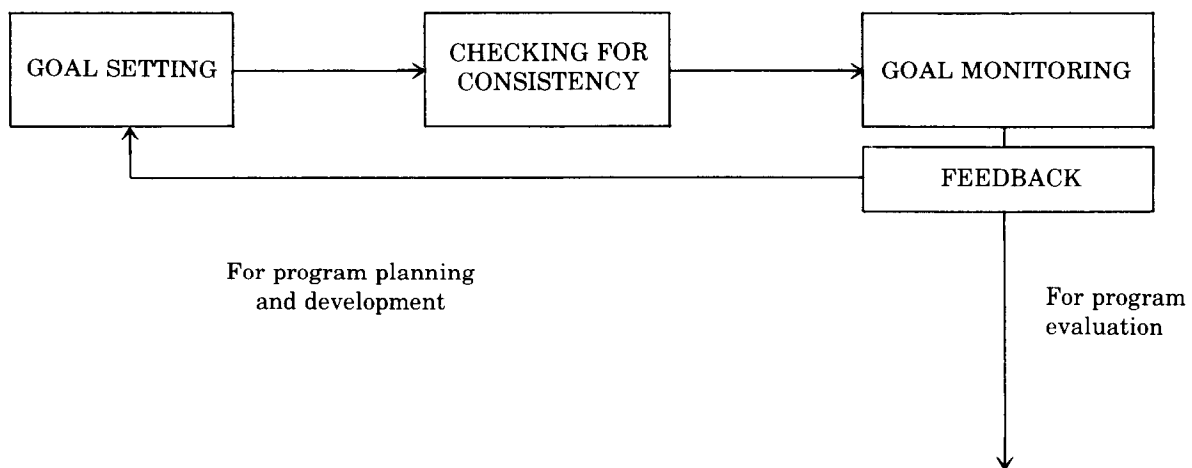 GOAL SETTING
CHECKING FOR
CONSISTENCY
GOAL MONITORING
FEEDBACK
For program planning
and development
For program
evaluation